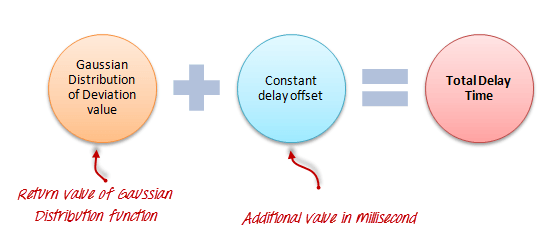 Gaussian
Distribution
of Deviation
value
Constant
delay offset
Total Delay
Time
Return value of Gaussian
Distribution function
Additional value in millisecond